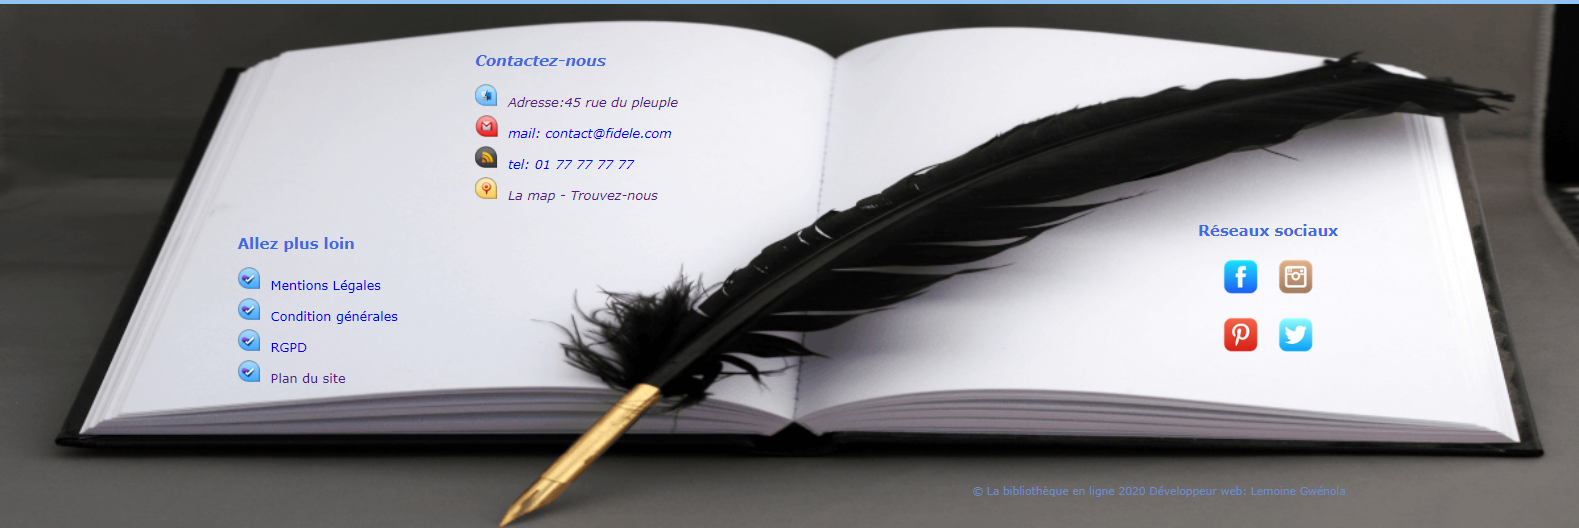 Contactez-nous
Adresse:45 rue du pleuple
mail: contact@fidele.com
tel: 01 77 77 77 77
La map - Trouvez-nous
Allez plus loin
Mentions Légales
Condition générales
RGPD
Plan du site
Réseaux sociaux
© La bibliothèque en ligne 2020 Développeur web: Lemoine Gwénola